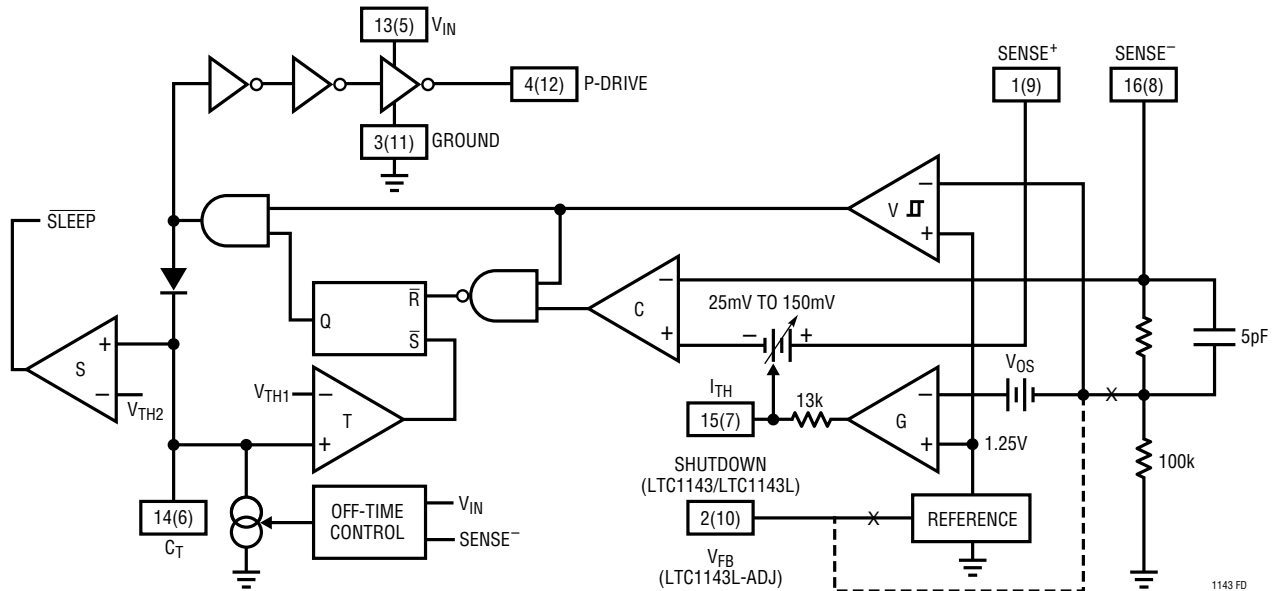 13(5) V_IN
4(12) P-DRIVE
3(11) GROUND
SENSE⁺
1(9)
SENSE⁻
16(8)
S̅L̅E̅E̅P̅
V
−
+
Q
R̅
S̅
C
−
+
25mV TO 150mV
− +
5pF
S
+
−
V_TH2
V_TH1
T
−
+
I_TH
15(7)
13k
G
−
+
V_OS
X
1.25V
100k
14(6)
C_T
OFF-TIME
CONTROL
V_IN
SENSE⁻
SHUTDOWN
(LTC1143/LTC1143L)
2(10)
X
REFERENCE
V_FB
(LTC1143L-ADJ)
1143 FD